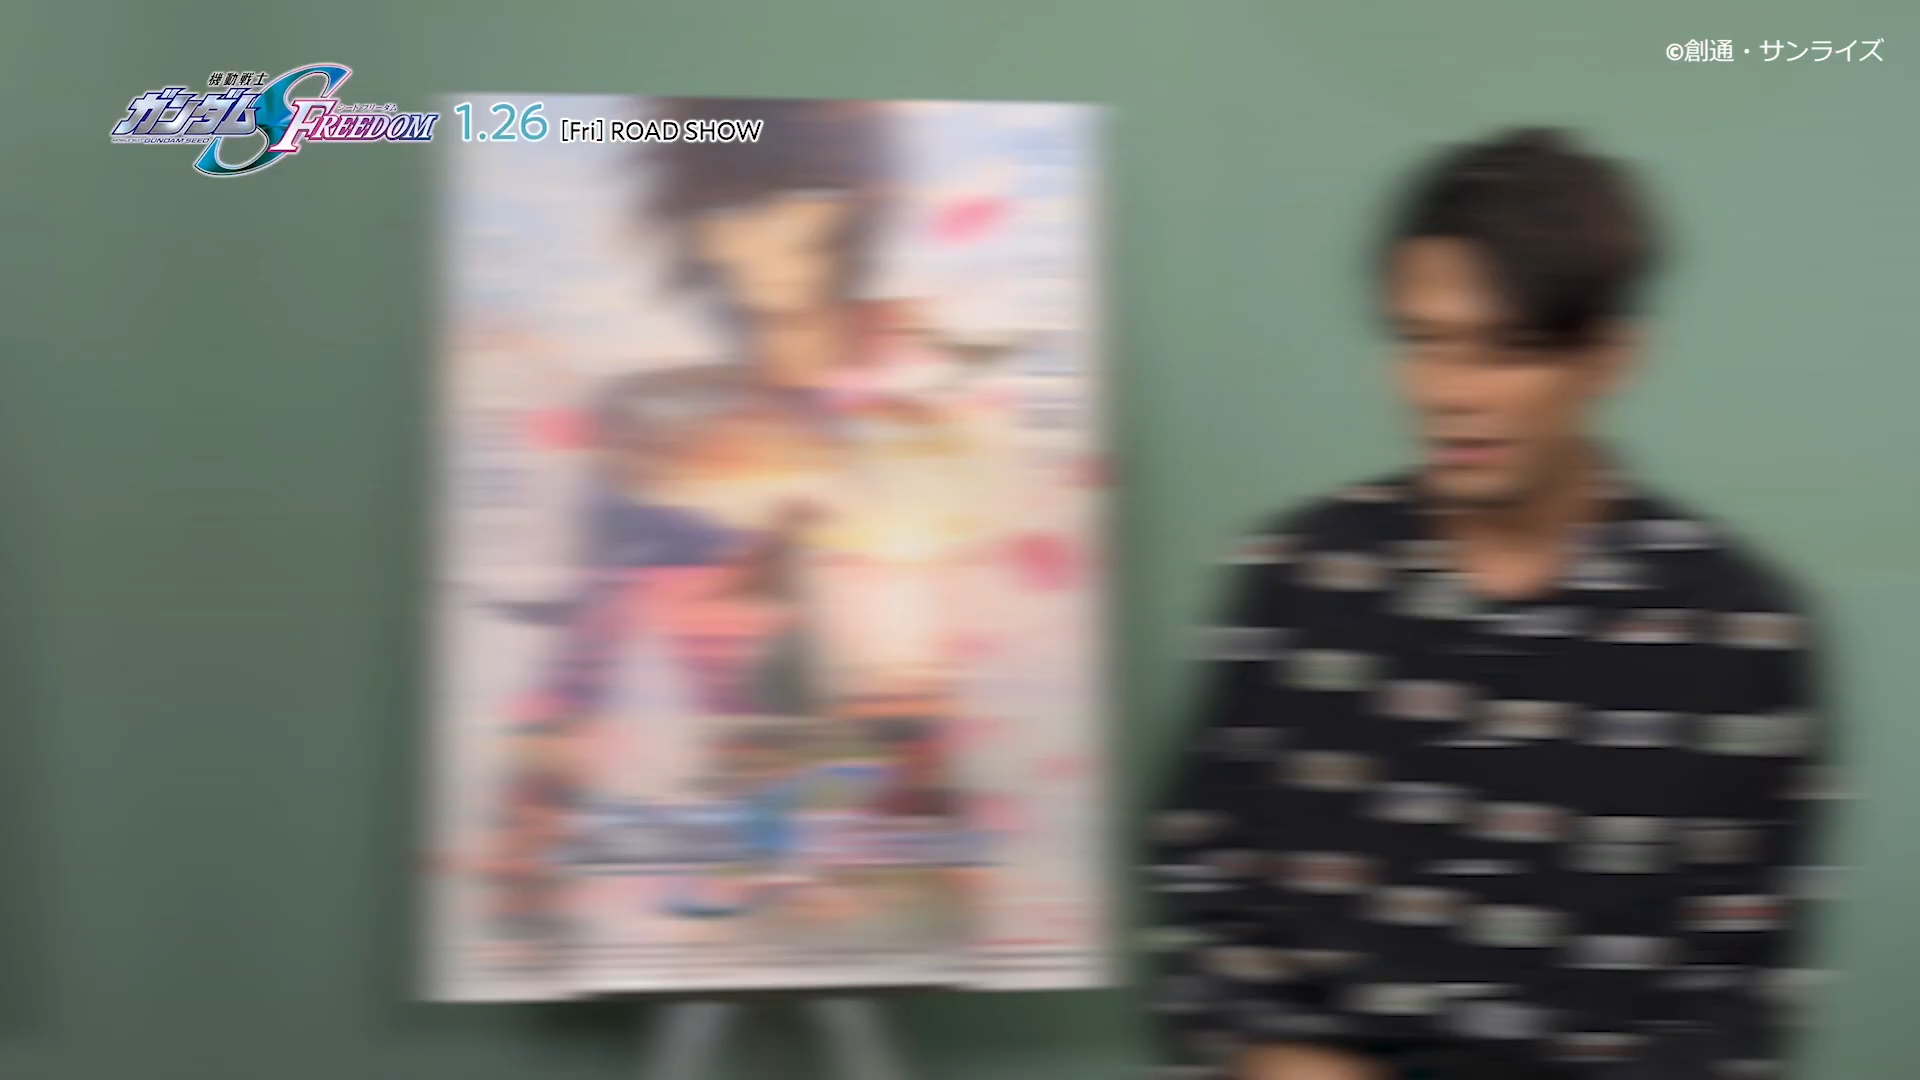 ©創通・サンライズ
機動戦士
ガンダム
シード フリーダム
FREEDOM
GUNDAM SEED
1.26 [Fri] ROAD SHOW